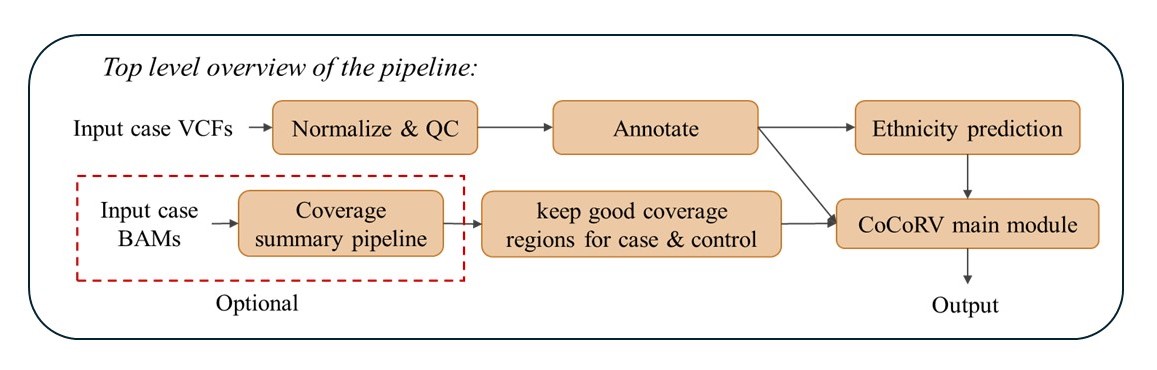 Top level overview of the pipeline:
Input case VCFs
Normalize & QC
Annotate
Ethnicity prediction
Input case
BAMs
Coverage
summary pipeline
keep good coverage
regions for case & control
CoCoRV main module
Optional
Output